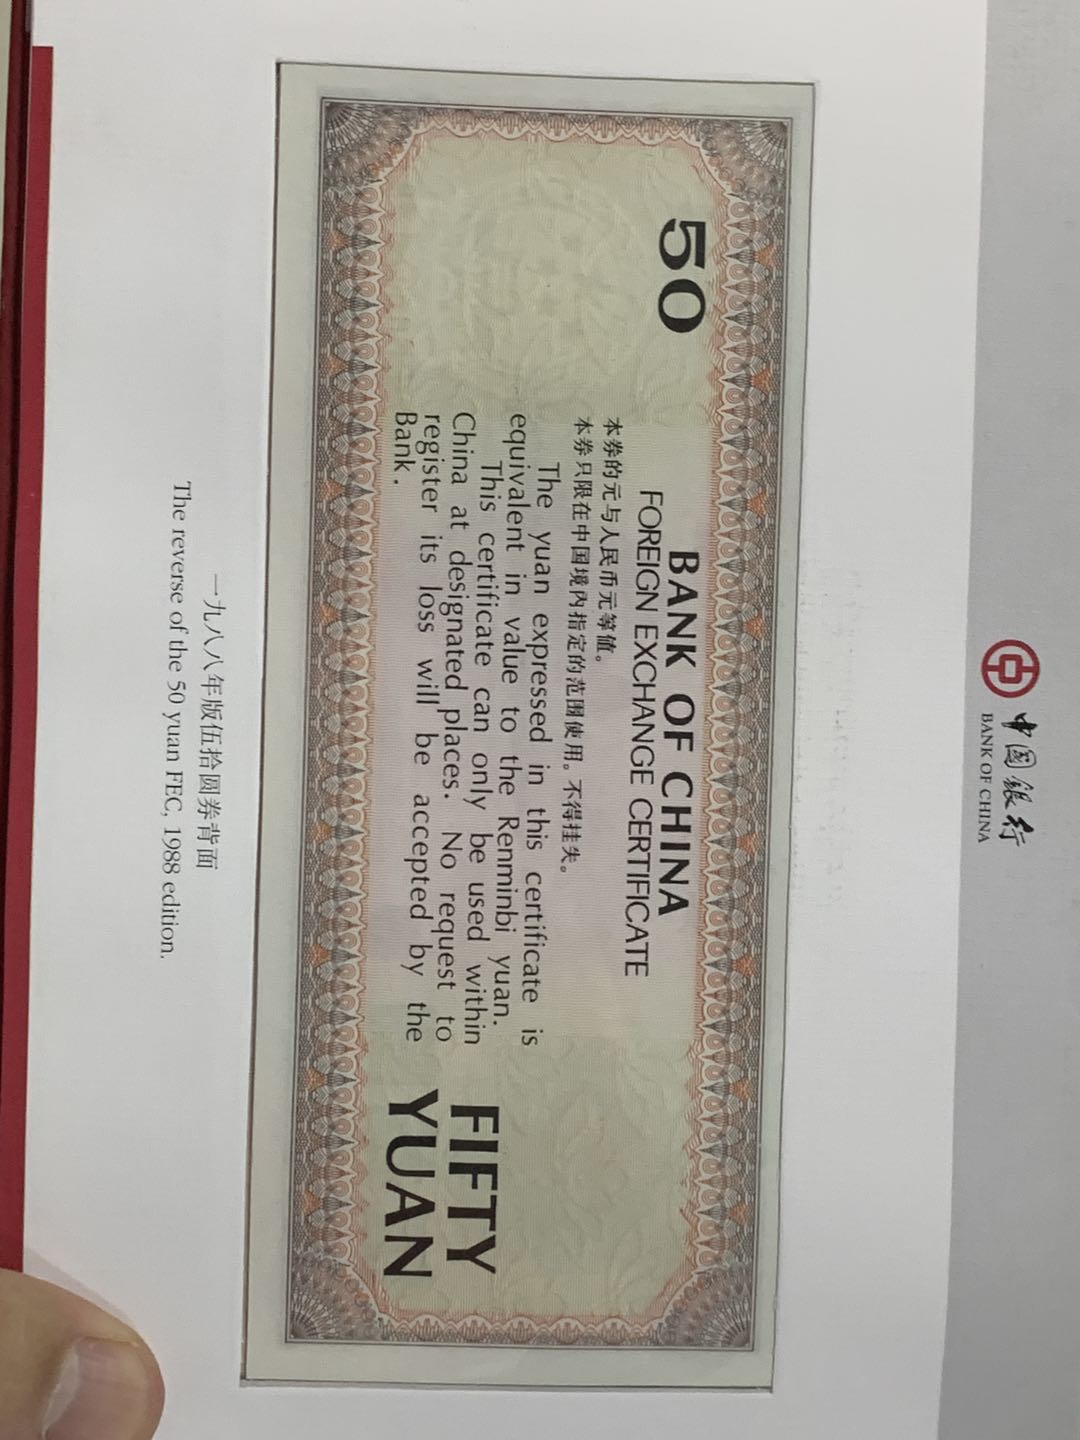 中国银行
BANK OF CHINA
50
BANK OF CHINA
FOREIGN EXCHANGE CERTIFICATE
本券的元与人民币元等值。
本券只限在中国境内指定的范围使用。不得挂失。
The yuan expressed in this certificate is
equivalent in value to the Renminbi yuan.
This certificate can only be used within
China at designated places. No request to
register its loss will be accepted by the
Bank.
FIFTY
YUAN
一九八八年版伍拾圆券背面
The reverse of the 50 yuan FEC, 1988 edition.